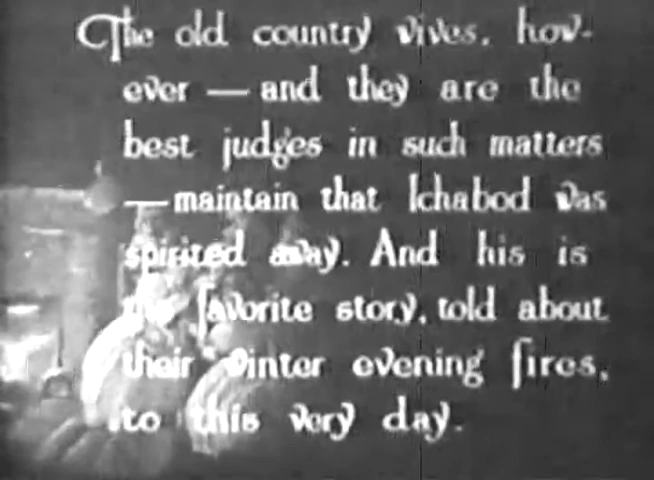 The old country wives, how-
ever — and they are the
best judges in such matters
— maintain that Ichabod was
spirited away. And his is
the favorite story, told about
their winter evening fires,
to this very day.